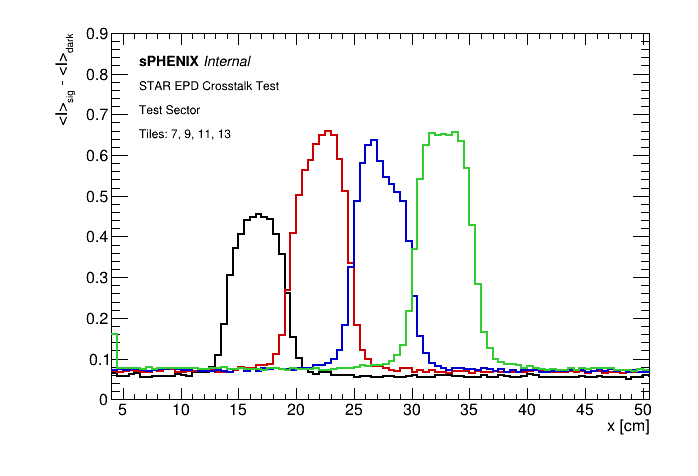 <I>sig - <I>dark
0.9
0.8
0.7
0.6
0.5
0.4
0.3
0.2
0.1
0
sPHENIX Internal
STAR EPD Crosstalk Test
Test Sector
Tiles: 7, 9, 11, 13
5 10 15 20 25 30 35 40 45 50
x [cm]